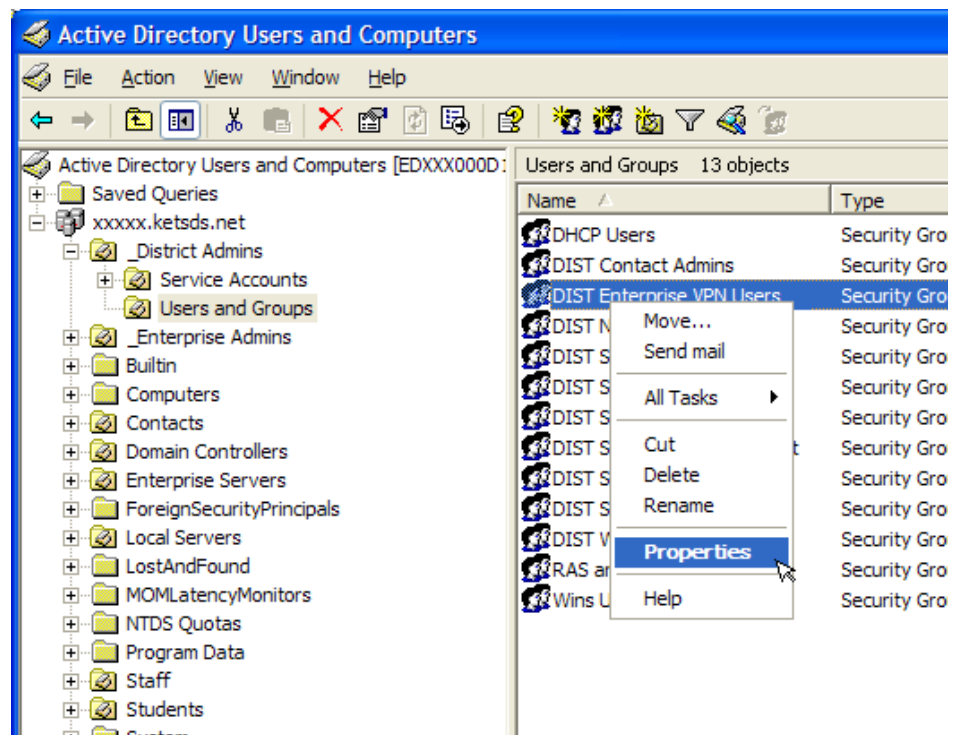 Active Directory Users and Computers
File Action View Window Help
Active Directory Users and Computers [EDXXX000D
Users and Groups 13 objects
Saved Queries
Name Type
xxxxx.ketsds.net
DHCP Users Security Gro
_District Admins
DIST Contact Admins Security Gro
Service Accounts
DIST Enterprise VPN Users Security Gro
Users and Groups
DIST N Move... Security Gro
_Enterprise Admins
DIST S Send mail Security Gro
Builtin
DIST S All Tasks Security Gro
Computers
DIST S Security Gro
Contacts
DIST S Cut t Security Gro
Domain Controllers
DIST S Delete Security Gro
Enterprise Servers
DIST S Rename Security Gro
ForeignSecurityPrincipals
DIST W Properties Security Gro
Local Servers
RAS ar Security Gro
LostAndFound
Wins U Help Security Gro
MOMLatencyMonitors
NTDS Quotas
Program Data
Staff
Students
System